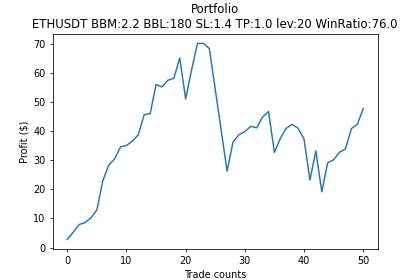 Portfolio
ETHUSDT BBM:2.2 BBL:180 SL:1.4 TP:1.0 lev:20 WinRatio:76.0
70
60
50
40
30
20
10
0
Profit ($)
0 10 20 30 40 50
Trade counts